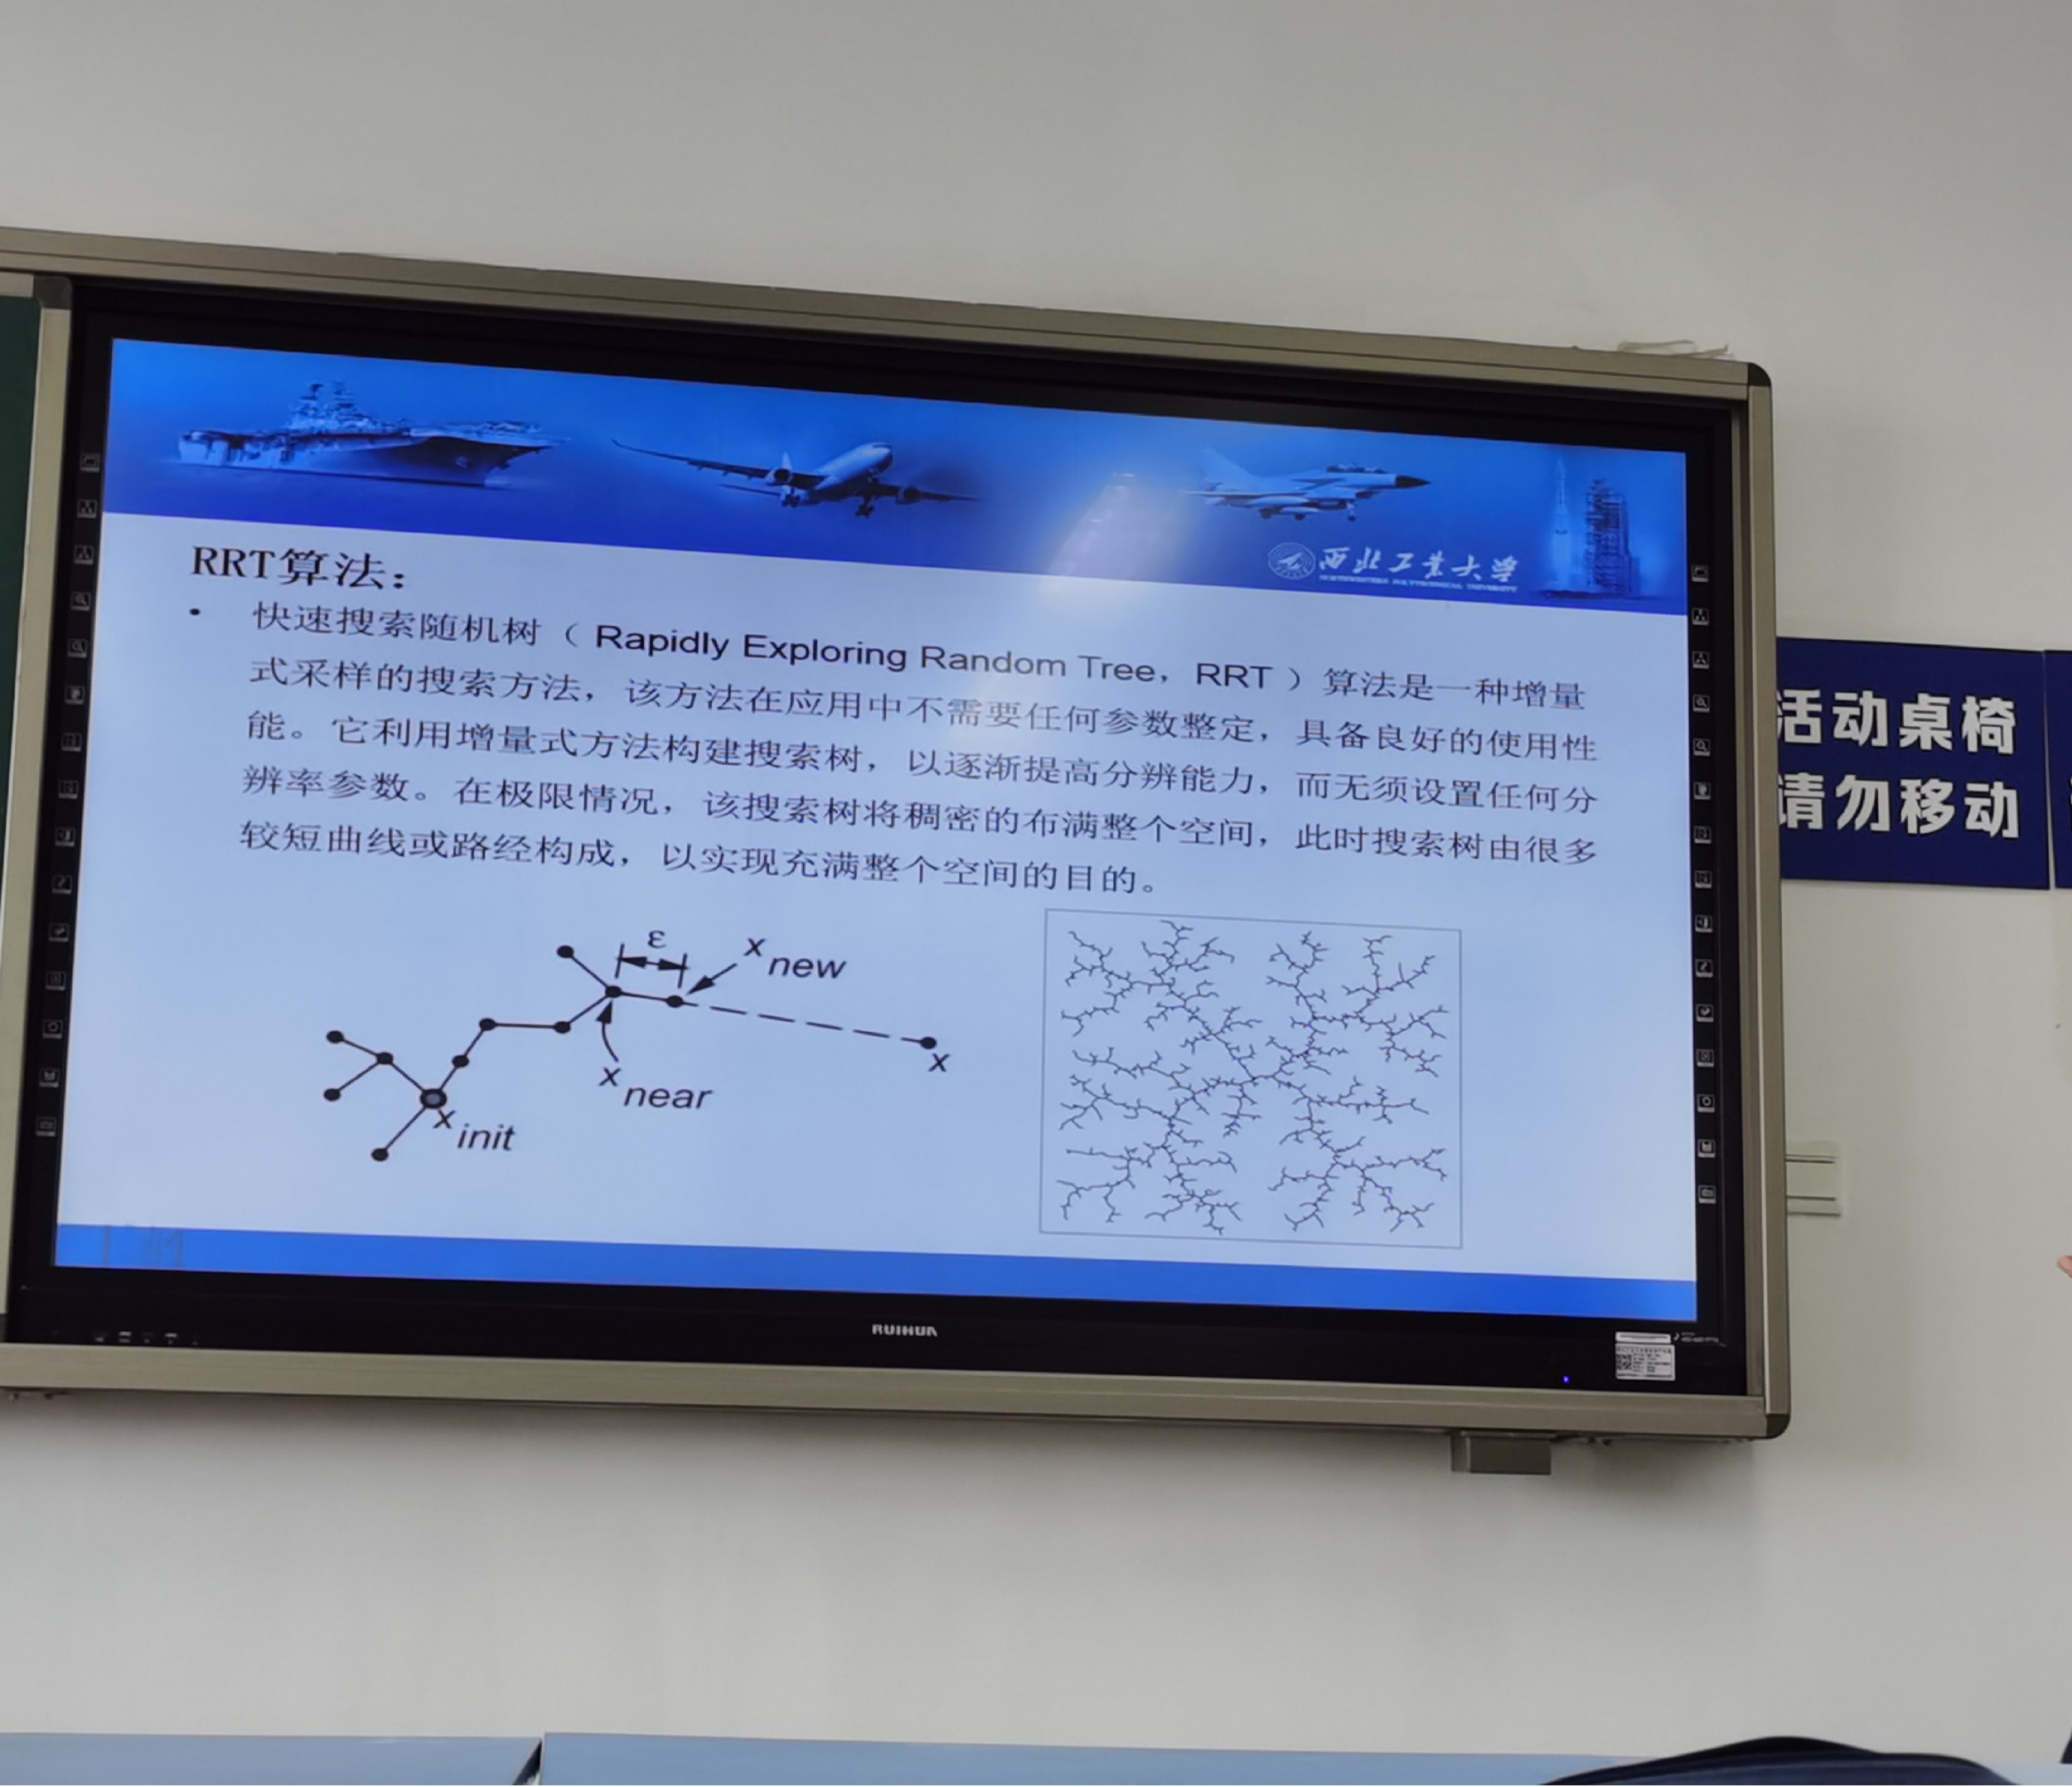 西北工业大学
NORTHWESTERN POLYTECHNICAL UNIVERSITY
RRT算法：
• 快速搜索随机树（ Rapidly Exploring Random Tree，RRT ）算法是一种增量
式采样的搜索方法，该方法在应用中不需要任何参数整定，具备良好的使用性
能。它利用增量式方法构建搜索树，以逐渐提高分辨能力，而无须设置任何分
辨率参数。在极限情况，该搜索树将稠密的布满整个空间，此时搜索树由很多
较短曲线或路经构成，以实现充满整个空间的目的。
ε
x new
x
x near
x init
RUIHUA
活动桌椅
请勿移动